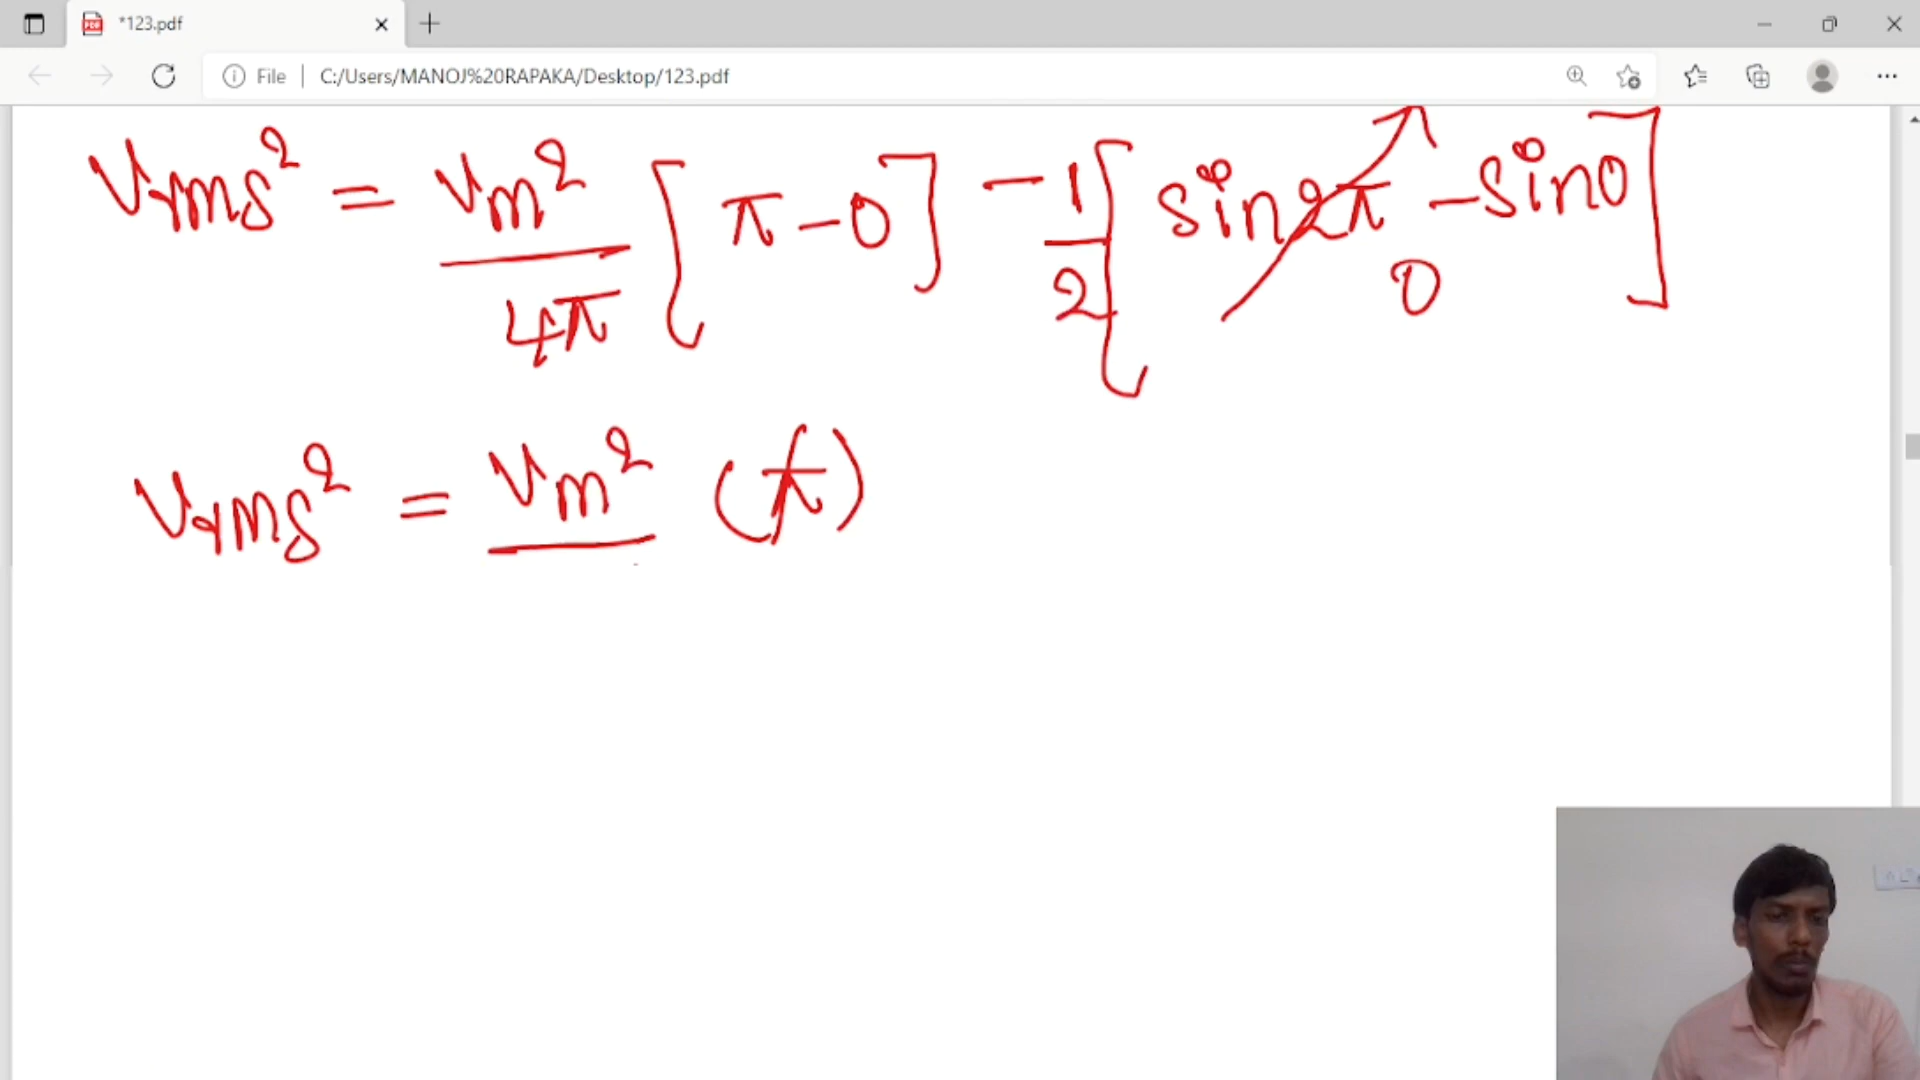 *123.pdf
File C:/Users/MANOJ%20RAPAKA/Desktop/123.pdf
Vrms² = Vm²/4π [π - 0] - 1/2 [sin2π - sin0]
0
Vrms² = Vm² (π)